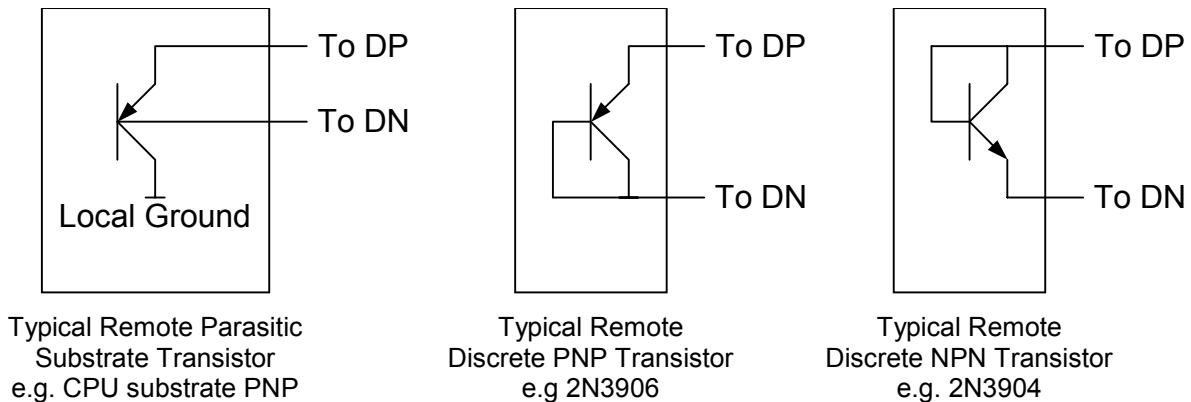 To DP
To DN
Local Ground
Typical Remote Parasitic
Substrate Transistor
e.g. CPU substrate PNP
To DP
To DN
Typical Remote
Discrete PNP Transistor
e.g 2N3906
To DP
To DN
Typical Remote
Discrete NPN Transistor
e.g. 2N3904